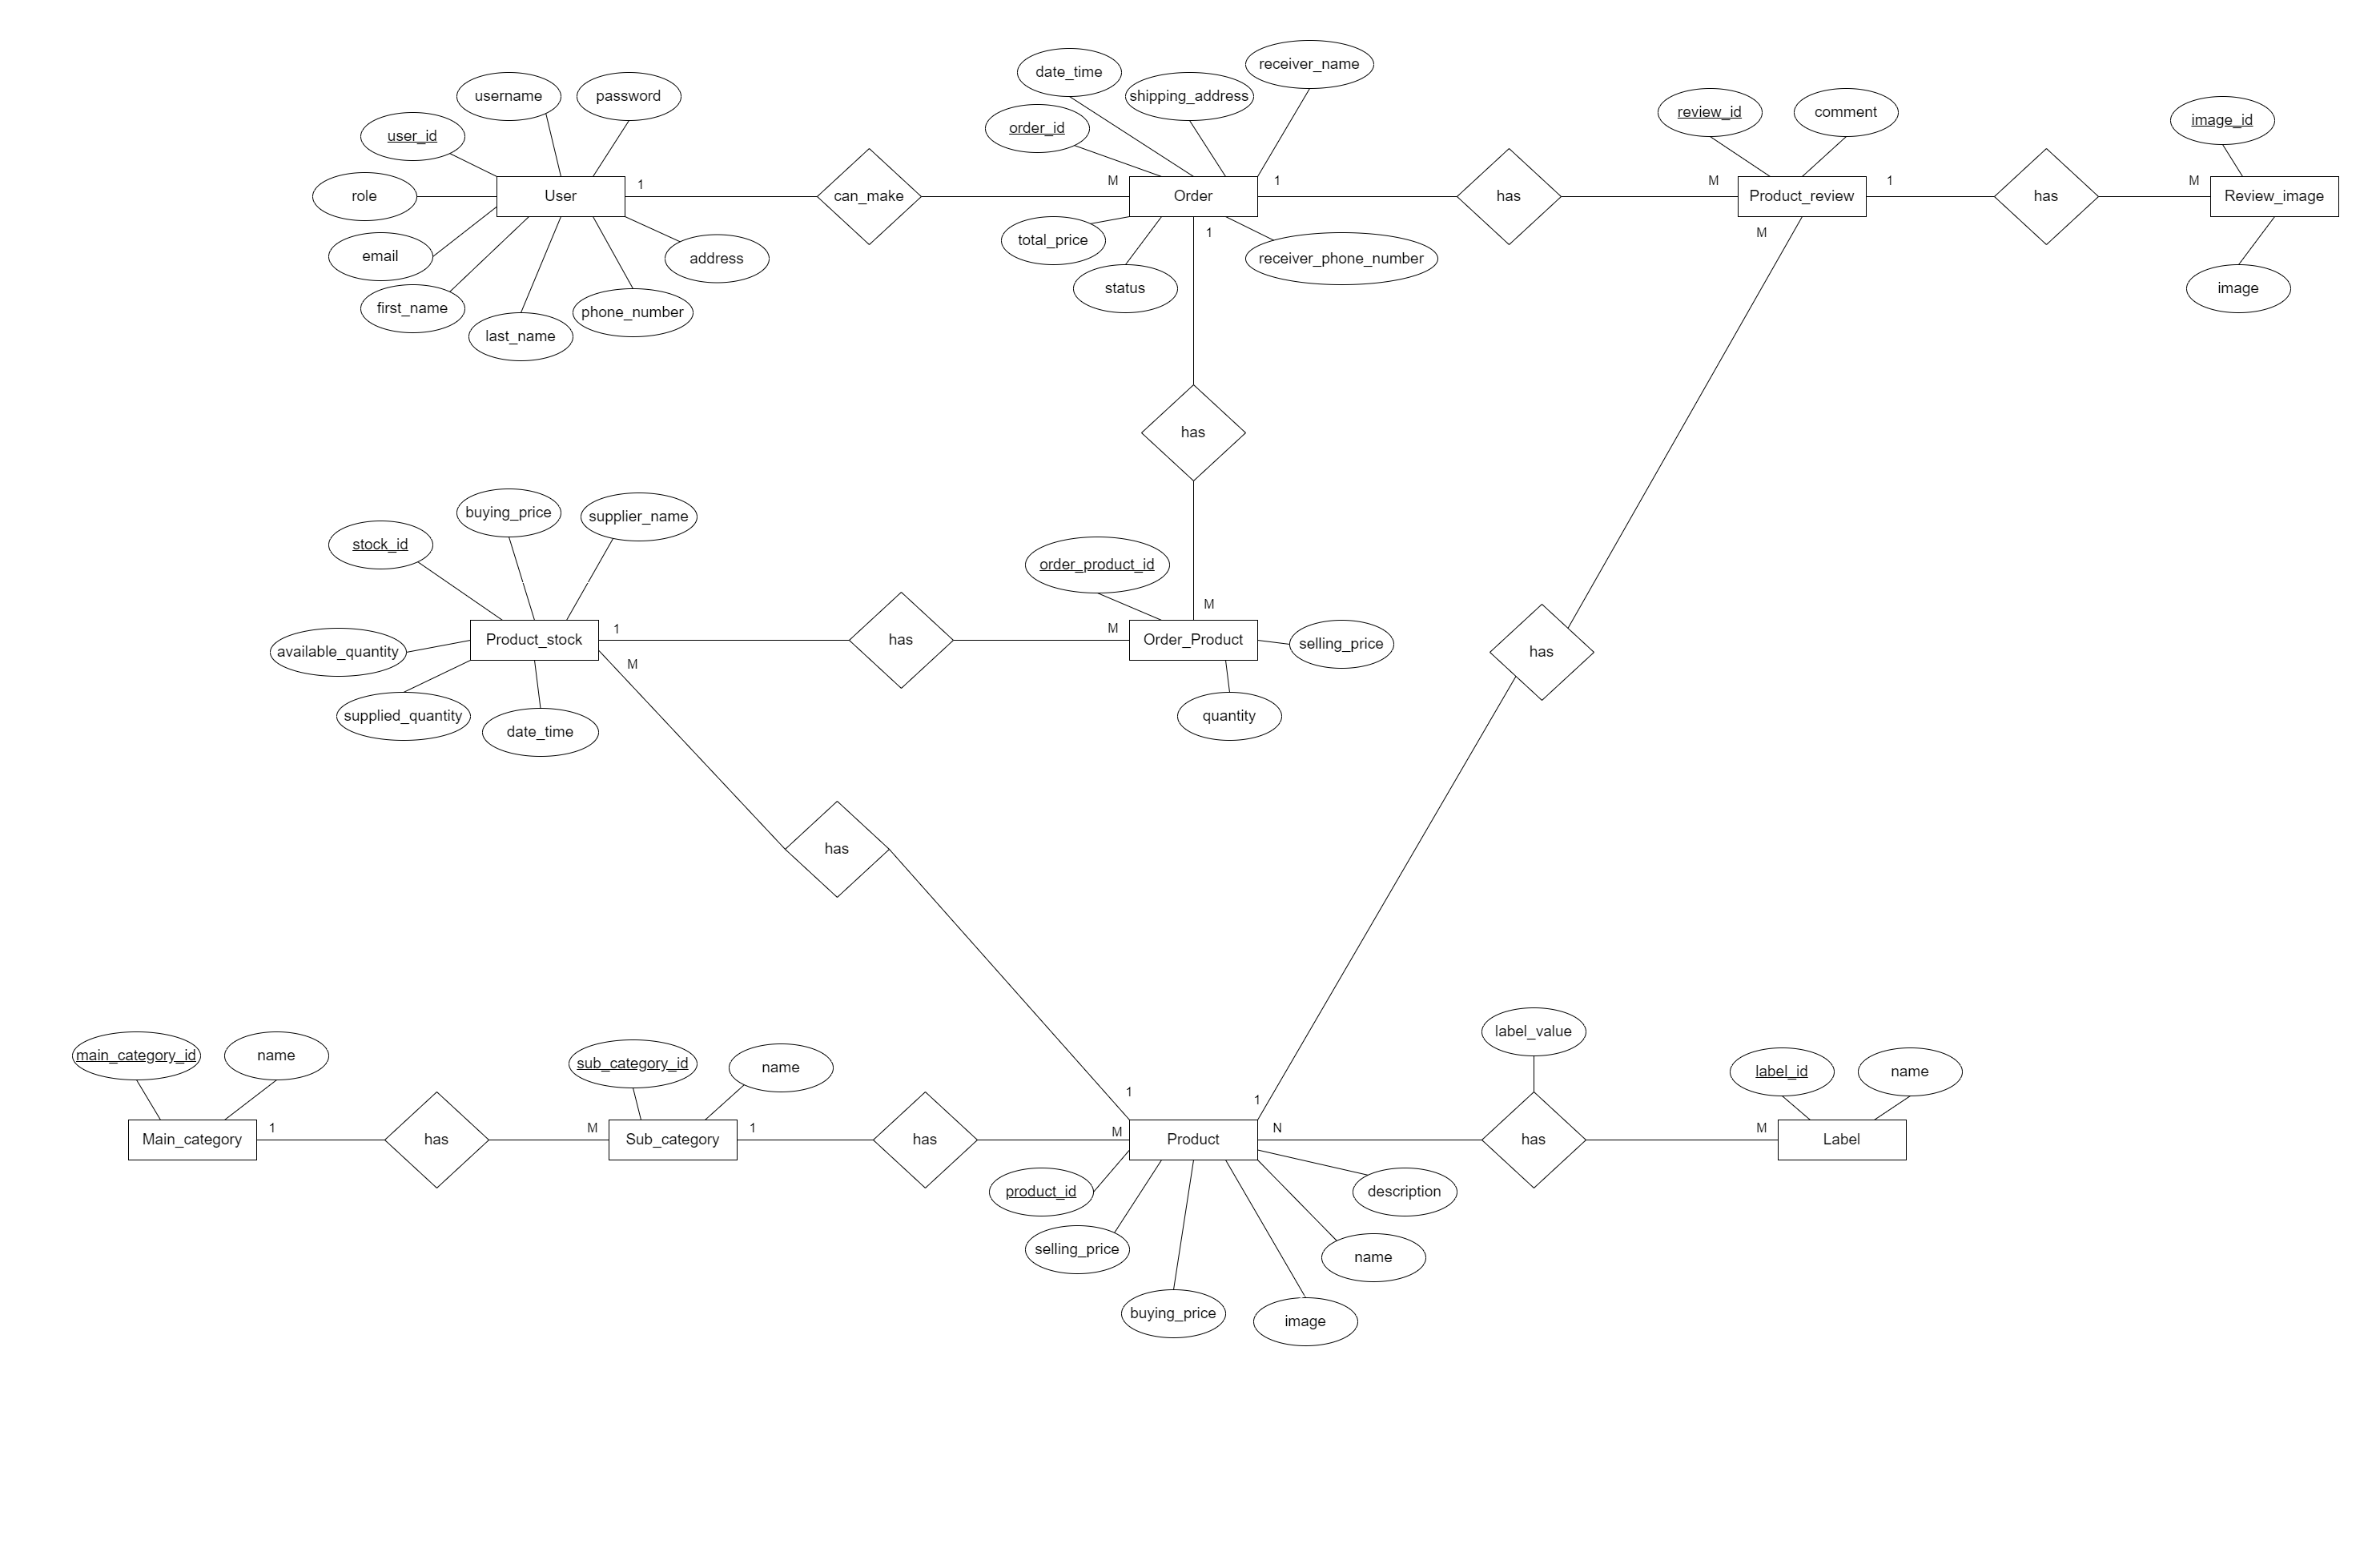 receiver_name
date_time
username
password
shipping_address
review_id
comment
image_id
order_id
user_id
1
M
1
M
1
M
role
User
can_make
Order
has
Product_review
has
Review_image
1
M
total_price
email
address
receiver_phone_number
status
image
first_name
phone_number
last_name
has
buying_price
supplier_name
stock_id
order_product_id
M
1
M
Product_stock
has
Order_Product
selling_price
available_quantity
has
M
supplied_quantity
quantity
date_time
has
label_value
main_category_id
name
sub_category_id
name
label_id
name
1
1
1
M
1
M
N
M
Main_category
has
Sub_category
has
Product
has
Label
product_id
description
selling_price
name
buying_price
image